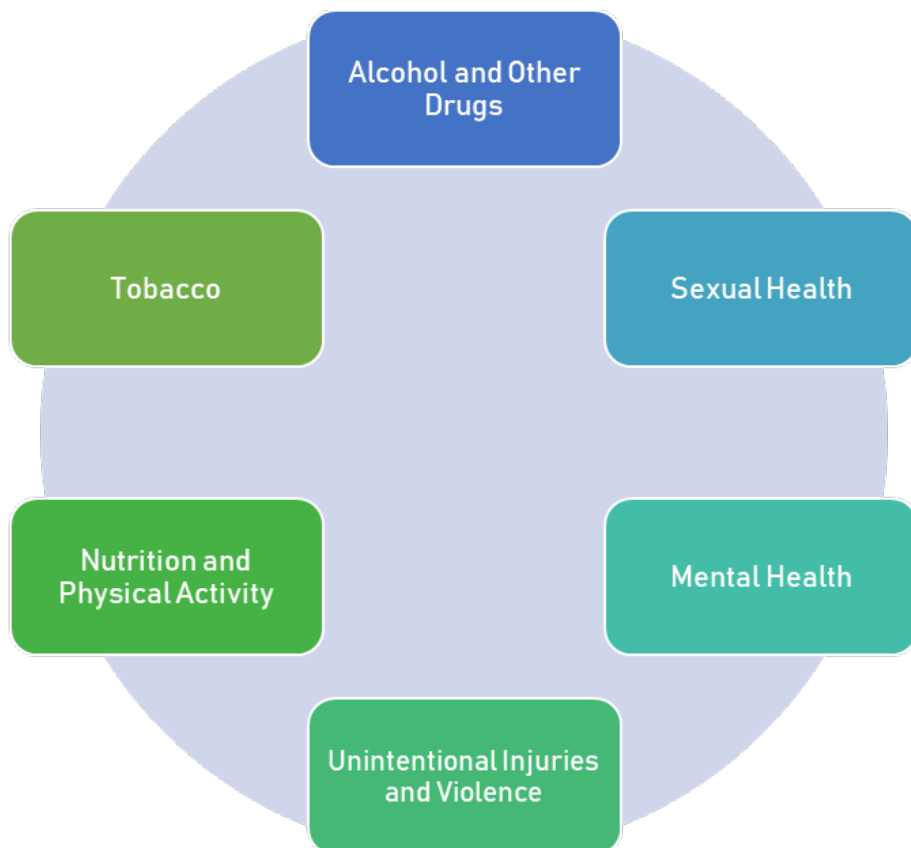 Alcohol and Other
Drugs
Tobacco
Sexual Health
Nutrition and
Physical Activity
Mental Health
Unintentional Injuries
and Violence